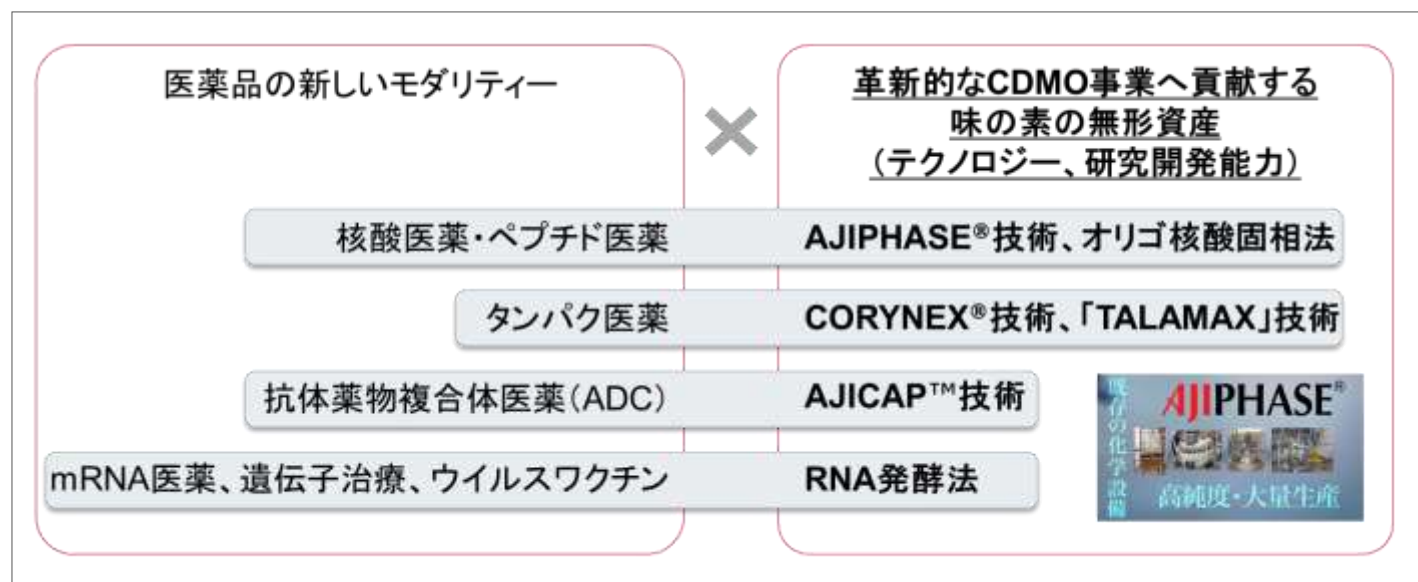 医薬品の新しいモダリティー
革新的なCDMO事業へ貢献する
味の素の無形資産
（テクノロジー、研究開発能力）
核酸医薬・ペプチド医薬
AJIPHASE®技術、オリゴ核酸固相法
タンパク医薬
CORYNEX®技術、「TALAMAX」技術
抗体薬物複合体医薬（ADC）
AJICAP™技術
mRNA医薬、遺伝子治療、ウイルスワクチン
RNA発酵法
既存の化学設備
AJIPHASE®
高純度・大量生産